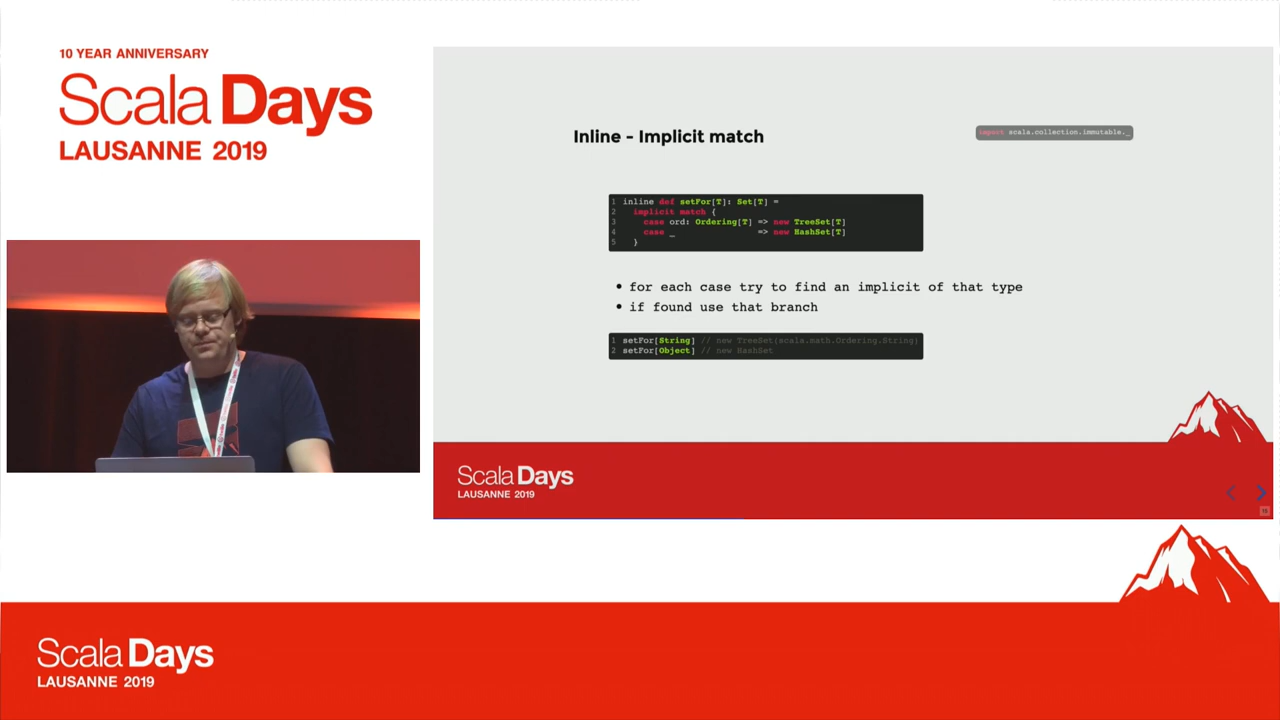 10 YEAR ANNIVERSARY
Scala Days
LAUSANNE 2019
Inline - Implicit match
import scala.collection.immutable._
1 inline def setFor[T]: Set[T] =
2 implicit match {
3 case ord: Ordering[T] => new TreeSet[T]
4 case _ => new HashSet[T]
5 }
• for each case try to find an implicit of that type
• if found use that branch
1 setFor[String] // new TreeSet(scala.math.Ordering.String)
2 setFor[Object] // new HashSet
Scala Days
LAUSANNE 2019
Scala Days
LAUSANNE 2019